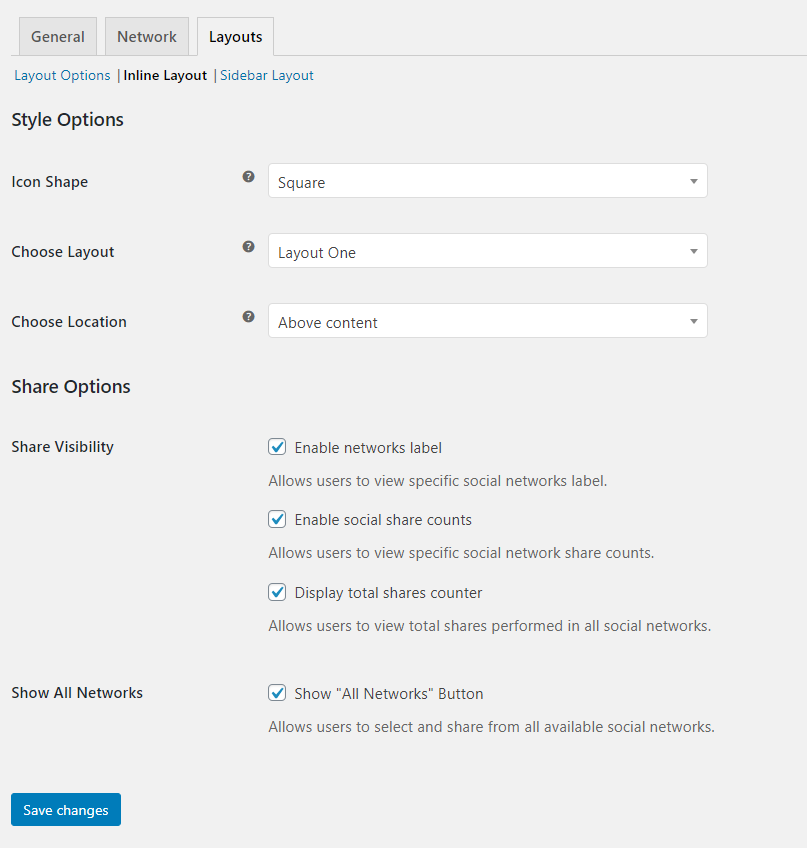 General Network Layouts
Layout Options | Inline Layout | Sidebar Layout
Style Options
Icon Shape ? Square
Choose Layout ? Layout One
Choose Location ? Above content
Share Options
Share Visibility Enable networks label
Allows users to view specific social networks label.
Enable social share counts
Allows users to view specific social network share counts.
Display total shares counter
Allows users to view total shares performed in all social networks.
Show All Networks Show "All Networks" Button
Allows users to select and share from all available social networks.
Save changes